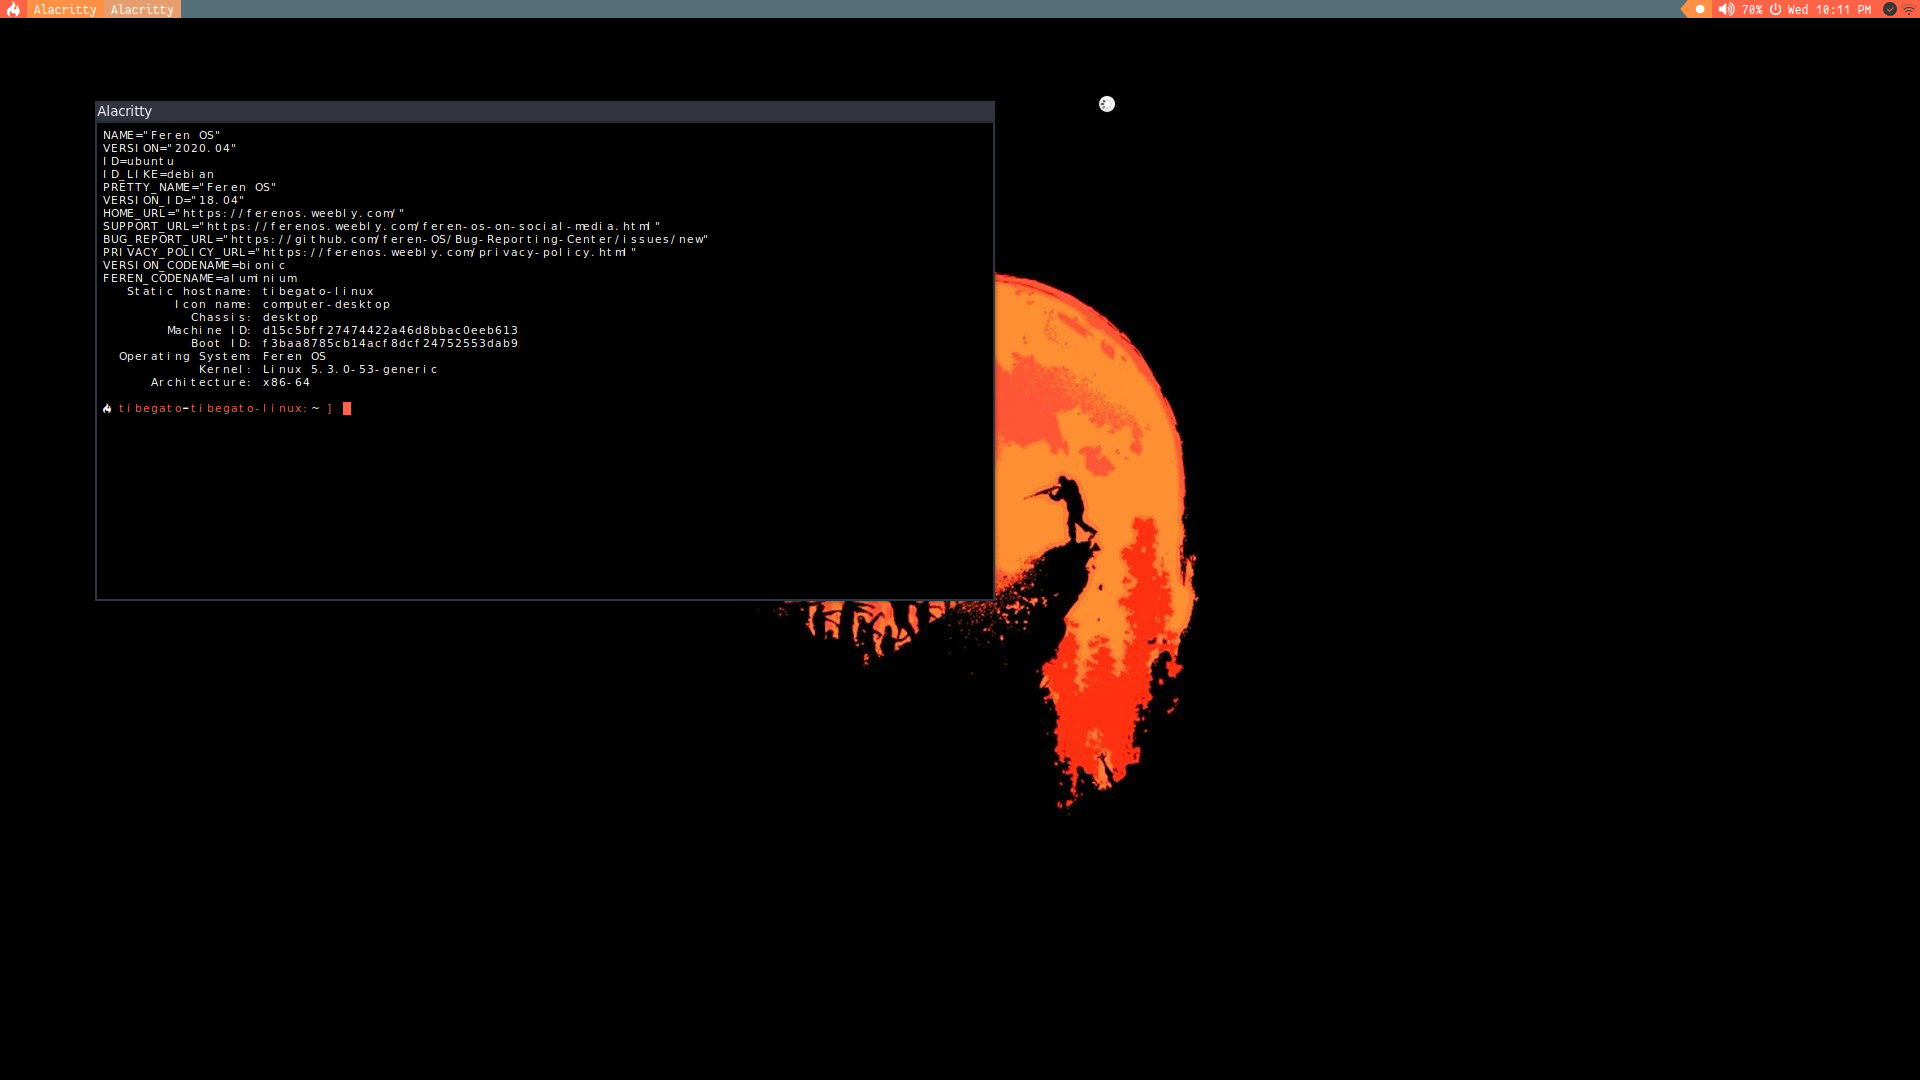 Alacritty Alacritty 70% Wed 10:11 PM
Alacritty
NAME="Feren OS"
VERSION="2020.04"
ID=ubuntu
ID_LIKE=debian
PRETTY_NAME="Feren OS"
VERSION_ID="18.04"
HOME_URL="https://ferenos.weebly.com/"
SUPPORT_URL="https://ferenos.weebly.com/feren-os-on-social-media.html"
BUG_REPORT_URL="https://github.com/feren-OS/Bug-Reporting-Center/issues/new"
PRIVACY_POLICY_URL="https://ferenos.weebly.com/privacy-policy.html"
VERSION_CODENAME=bionic
FEREN_CODENAME=aluminium
Static hostname: tibegato-linux
Icon name: computer-desktop
Chassis: desktop
Machine ID: d15c5bff27474422a46d8bbac0eeb613
Boot ID: f3baa8785cb14acf8dcf24752553dab9
Operating System: Feren OS
Kernel: Linux 5.3.0-53-generic
Architecture: x86-64
tibegato-tibegato-linux:~ ]